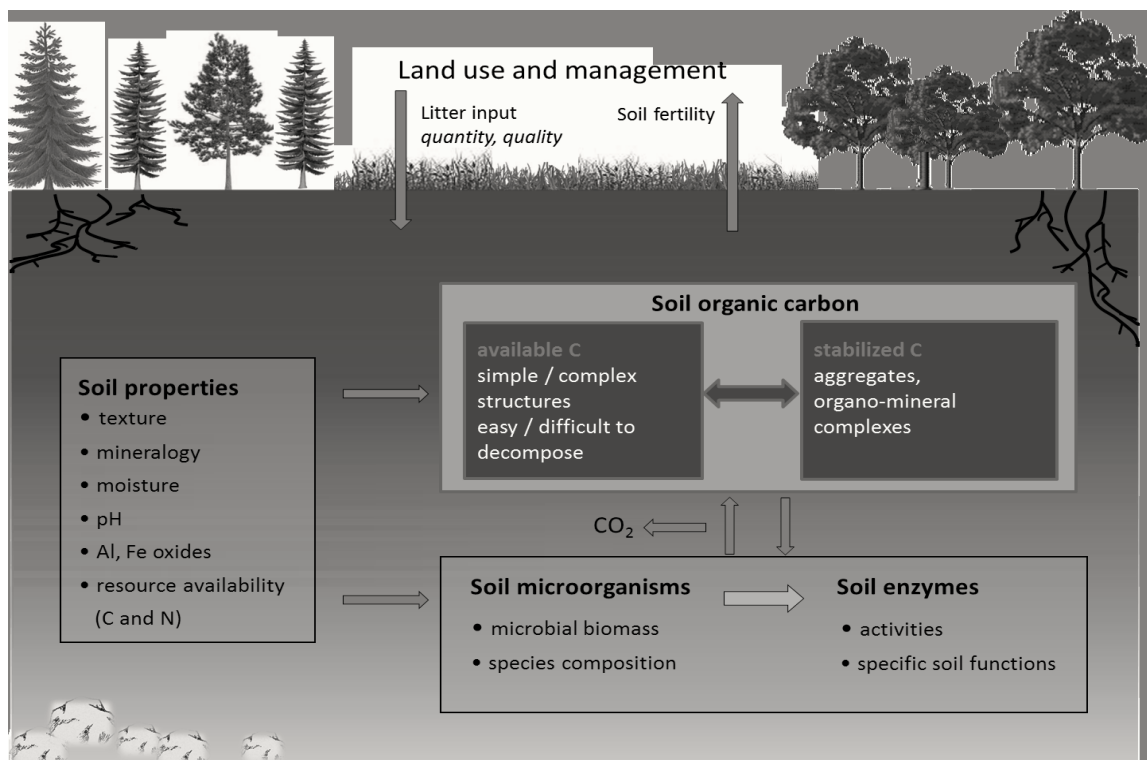 Land use and management
Litter input
quantity, quality
Soil fertility
Soil organic carbon
available C
simple / complex
structures
easy / difficult to
decompose
stabilized C
aggregates,
organo-mineral
complexes
Soil properties
• texture
• mineralogy
• moisture
• pH
• Al, Fe oxides
• resource availability
(C and N)
CO₂
Soil microorganisms
• microbial biomass
• species composition
Soil enzymes
• activities
• specific soil functions